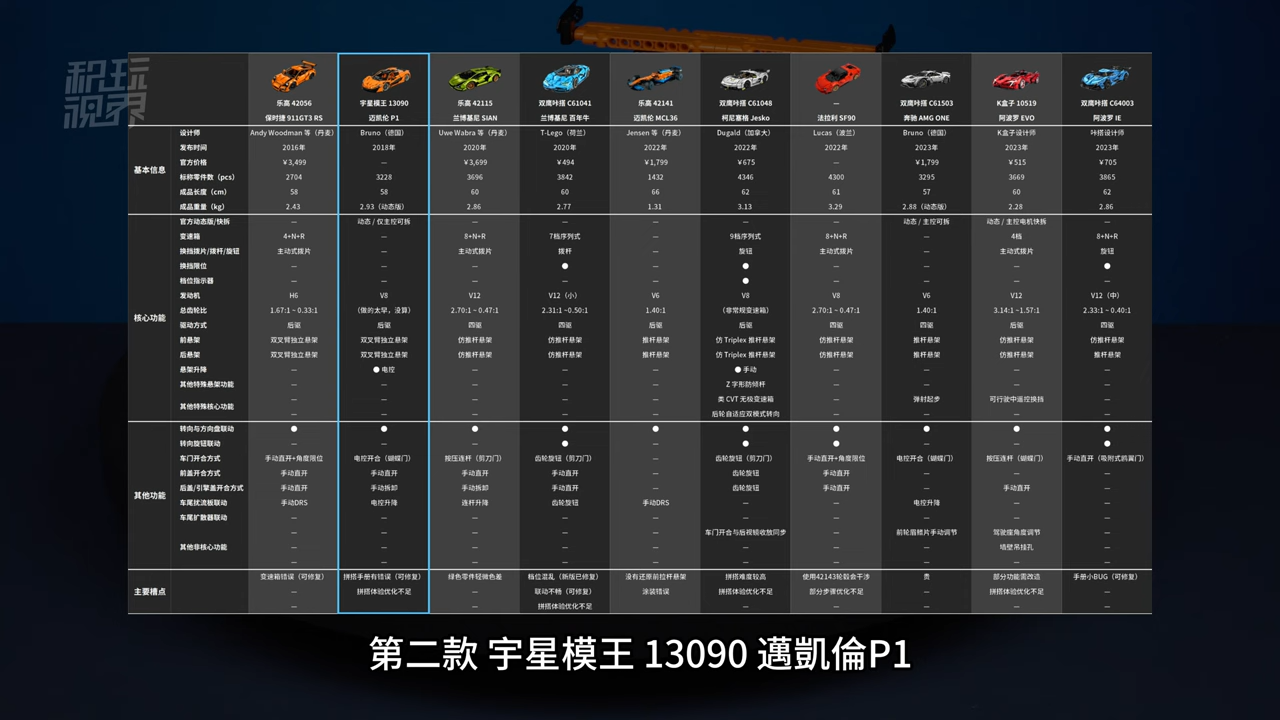 积玩
视界
乐高 42056 宇星模王 13090 乐高 42115 双鹰咔搭 C61041 乐高 42141 双鹰咔搭 C61048 — 双鹰咔搭 C61503 K盒子 10519 双鹰咔搭 C64003
保时捷 911GT3 RS 迈凯伦 P1 兰博基尼 SIAN 兰博基尼 百年牛 迈凯伦 MCL36 柯尼塞格 Jesko 法拉利 SF90 奔驰 AMG ONE 阿波罗 EVO 阿波罗 IE
基本信息
设计师 Andy Woodman 等（丹麦） Bruno（德国） Uwe Wabra 等（丹麦） T-Lego（荷兰） Jensen 等（丹麦） Dugald（加拿大） Lucas（波兰） Bruno（德国） K盒子设计师 咔搭设计师
发布时间 2016年 2018年 2020年 2020年 2022年 2022年 2022年 2023年 2023年 2023年
官方价格 ￥3,499 — ￥3,699 ￥494 ￥1,799 ￥675 — ￥1,799 ￥515 ￥705
标称零件数（pcs） 2704 3228 3696 3842 1432 4346 4300 3295 3669 3865
成品长度（cm） 58 58 60 60 66 62 61 57 60 62
成品重量（kg） 2.43 2.93（动态版） 2.86 2.77 1.31 3.13 3.29 2.88（动态版） 2.28 2.86
核心功能
官方动态版/快拆 — 动态 / 仅主控可拆 — — — — — 动态 / 主控可拆 动态 / 主控电机快拆 —
变速箱 4+N+R — 8+N+R 7档序列式 — 9档序列式 8+N+R — 4档 8+N+R
换挡拨片/拨杆/旋钮 主动式拨片 — 主动式拨片 拨杆 — 旋钮 主动式拨片 — 主动式拨片 旋钮
换挡限位 — — — ● — ● — — — ●
档位指示器 — — — — — ● — — — —
发动机 H6 V8 V12 V12（小） V6 V8 V8 V6 V12 V12（中）
总齿轮比 1.67:1 ~ 0.33:1 （做的太早，没算） 2.70:1 ~ 0.47:1 2.31:1 ~0.50:1 1.40:1 （非常规变速箱） 2.70:1 ~ 0.47:1 1.40:1 3.14:1 ~1.57:1 2.33:1 ~ 0.40:1
驱动方式 后驱 后驱 四驱 四驱 后驱 后驱 四驱 四驱 后驱 四驱
前悬架 双叉臂独立悬架 双叉臂独立悬架 仿推杆悬架 仿推杆悬架 推杆悬架 仿 Triplex 推杆悬架 仿推杆悬架 推杆悬架 仿推杆悬架 仿推杆悬架
后悬架 双叉臂独立悬架 双叉臂独立悬架 仿推杆悬架 仿推杆悬架 推杆悬架 仿 Triplex 推杆悬架 仿推杆悬架 推杆悬架 仿推杆悬架 推杆悬架
悬架升降 — ● 电控 — — — ● 手动 — — — —
其他特殊悬架功能 — — — — — Z 字形防倾杆 — — — —
其他特殊核心功能 — — — — — 类 CVT 无极变速箱 — 弹射起步 可行驶中遥控换挡 —
— — — — — 后轮自适应双模式转向 — — — —
其他功能
转向与方向盘联动 ● ● ● ● ● ● ● ● ● ●
转向旋钮联动 — — — ● — ● ● — — ●
车门开合方式 手动直开+角度限位 电控开合（蝴蝶门） 按压连杆（剪刀门） 齿轮旋钮（剪刀门） — 齿轮旋钮（剪刀门） 手动直开+角度限位 电控开合（蝴蝶门） 按压连杆（蝴蝶门） 手动直开（吸附式鸥翼门）
前盖开合方式 手动直开 手动直开 手动直开 手动直开 — 齿轮旋钮 手动直开 — — —
后盖/引擎盖开合方式 手动直开 手动拆卸 手动拆卸 手动直开 — 齿轮旋钮 手动直开 — 手动直开 —
车尾扰流板联动 手动DRS 电控升降 连杆升降 齿轮旋钮 手动DRS — — 电控升降 — —
车尾扩散器联动 — — — — — — — — — —
其他非核心功能 — — — — — 车门开合与后视镜收放同步 — 前轮眉翼片手动调节 驾驶座角度调节 —
— — — — — — — — 墙壁吊挂孔 —
— — — — — — — — — —
主要槽点
变速箱错误（可修复） 拼搭手册有错误（可修复） 绿色零件轻微色差 档位混乱（新版已修复） 没有还原前拉杆悬架 拼搭难度较高 使用42143轮毂会干涉 贵 部分功能需改造 手册小BUG（可修复）
— 拼搭体验优化不足 — 联动不畅（可修复） 涂装错误 拼搭体验优化不足 部分步骤优化不足 — 拼搭体验优化不足 —
— — — 拼搭体验优化不足 — — — — — —
第二款 宇星模王 13090 邁凱倫P1